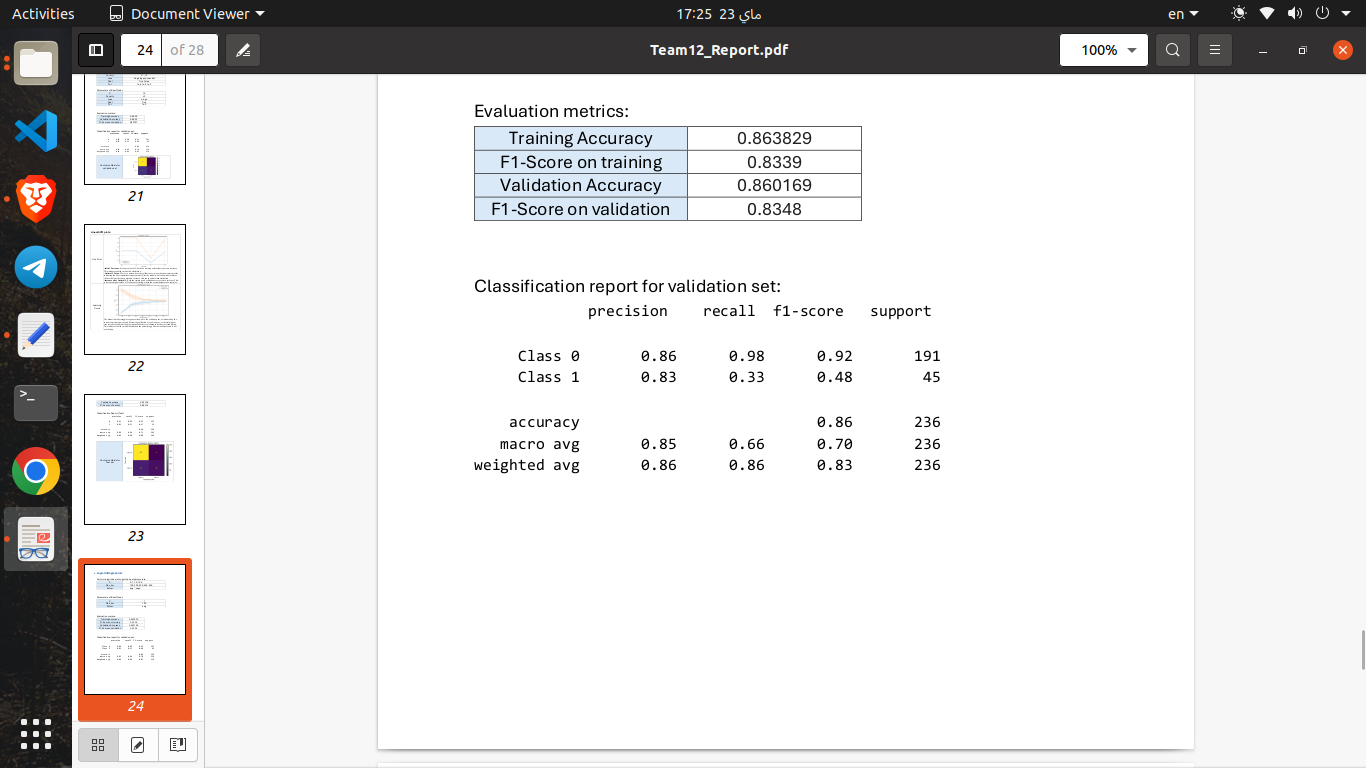 Activities Document Viewer 17:25 23 ماي en
24 of 28 Team12_Report.pdf 100%
21
22
23
24
Evaluation metrics:
Training Accuracy 0.863829
F1-Score on training 0.8339
Validation Accuracy 0.860169
F1-Score on validation 0.8348
Classification report for validation set:
precision recall f1-score support
Class 0 0.86 0.98 0.92 191
Class 1 0.83 0.33 0.48 45
accuracy 0.86 236
macro avg 0.85 0.66 0.70 236
weighted avg 0.86 0.86 0.83 236